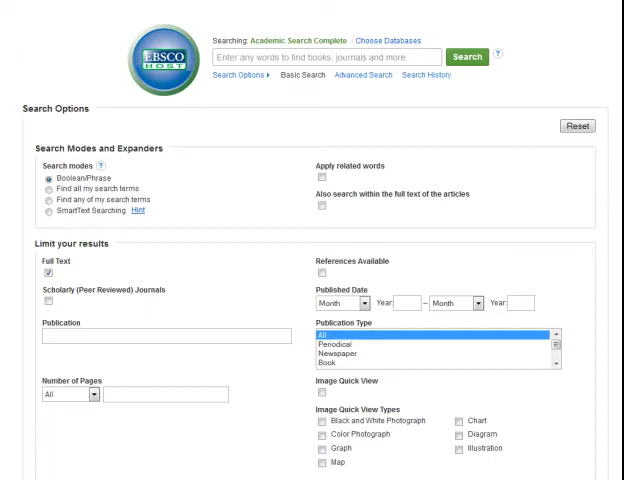 EBSCO
HOST
Searching: Academic Search Complete | Choose Databases
Enter any words to find books, journals and more
Search
?
Search Options Basic Search Advanced Search Search History
Search Options
Reset
Search Modes and Expanders
Search modes ?
Boolean/Phrase
Find all my search terms
Find any of my search terms
SmartText Searching Hint
Apply related words
Also search within the full text of the articles
Limit your results
Full Text
References Available
Scholarly (Peer Reviewed) Journals
Published Date
Month Year: – Month Year:
Publication
Publication Type
All
Periodical
Newspaper
Book
Number of Pages
All
Image Quick View
Image Quick View Types
Black and White Photograph Chart
Color Photograph Diagram
Graph Illustration
Map